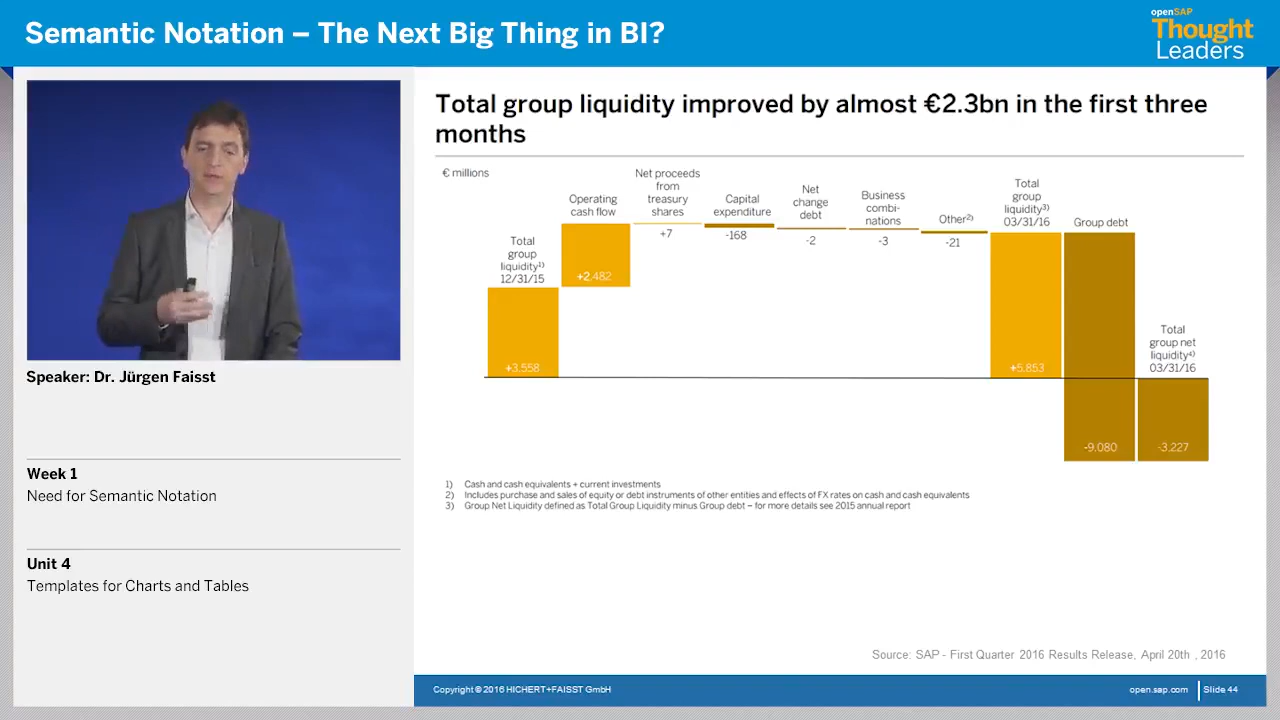 Semantic Notation – The Next Big Thing in BI?
openSAP
Thought
Leaders
Speaker: Dr. Jürgen Faisst
Week 1
Need for Semantic Notation
Unit 4
Templates for Charts and Tables
Total group liquidity improved by almost €2.3bn in the first three
months
€ millions
Total
group
liquidity1)
12/31/15
+3,558
Operating
cash flow
+2,482
Net proceeds
from
treasury
shares
+7
Capital
expenditure
-168
Net
change
debt
-2
Business
combi-
nations
-3
Other2)
-21
Total
group
liquidity3)
03/31/16
+5,853
Group debt
-9,080
Total
group net
liquidity4)
03/31/16
-3,227
1) Cash and cash equivalents + current investments
2) Includes purchase and sales of equity or debt instruments of other entities and effects of FX rates on cash and cash equivalents
3) Group Net Liquidity defined as Total Group Liquidity minus Group debt – for more details see 2015 annual report
Source: SAP - First Quarter 2016 Results Release, April 20th , 2016
Copyright © 2016 HICHERT+FAISST GmbH
open.sap.com
Slide 44